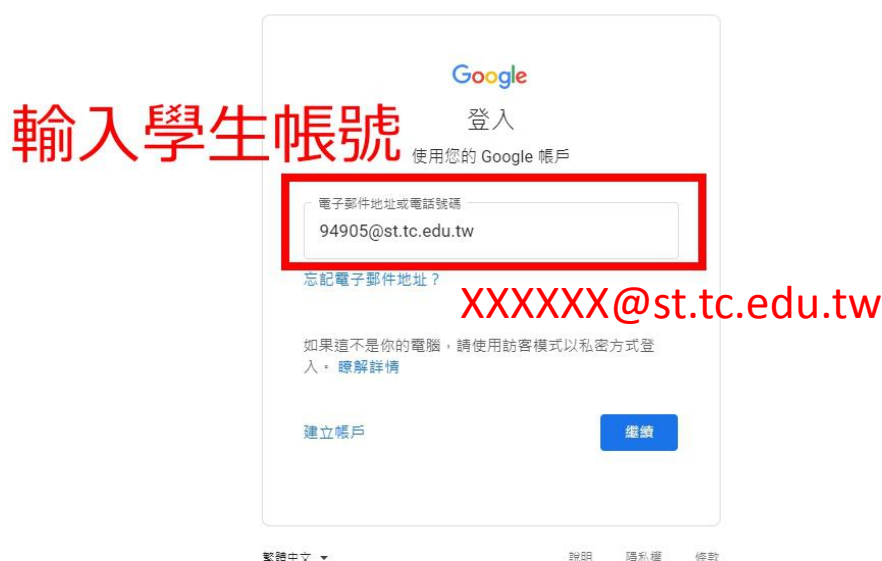 Google
登入
輸入學生帳號
使用您的 Google 帳戶
電子郵件地址或電話號碼
94905@st.tc.edu.tw
忘記電子郵件地址？
XXXXXX@st.tc.edu.tw
如果這不是你的電腦，請使用訪客模式以私密方式登
入。瞭解詳情
建立帳戶
繼續
繁體中文
說明 隱私權 條款